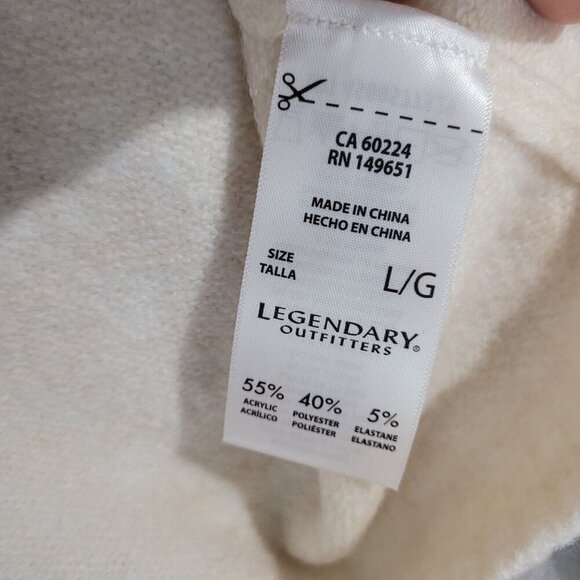 CA 60224
RN 149651
MADE IN CHINA
HECHO EN CHINA
SIZE
TALLA
L/G
LEGENDARY
OUTFITTERS®
55% 40% 5%
ACRYLIC POLYESTER ELASTANE
ACRÍLICO POLIÉSTER ELASTANO